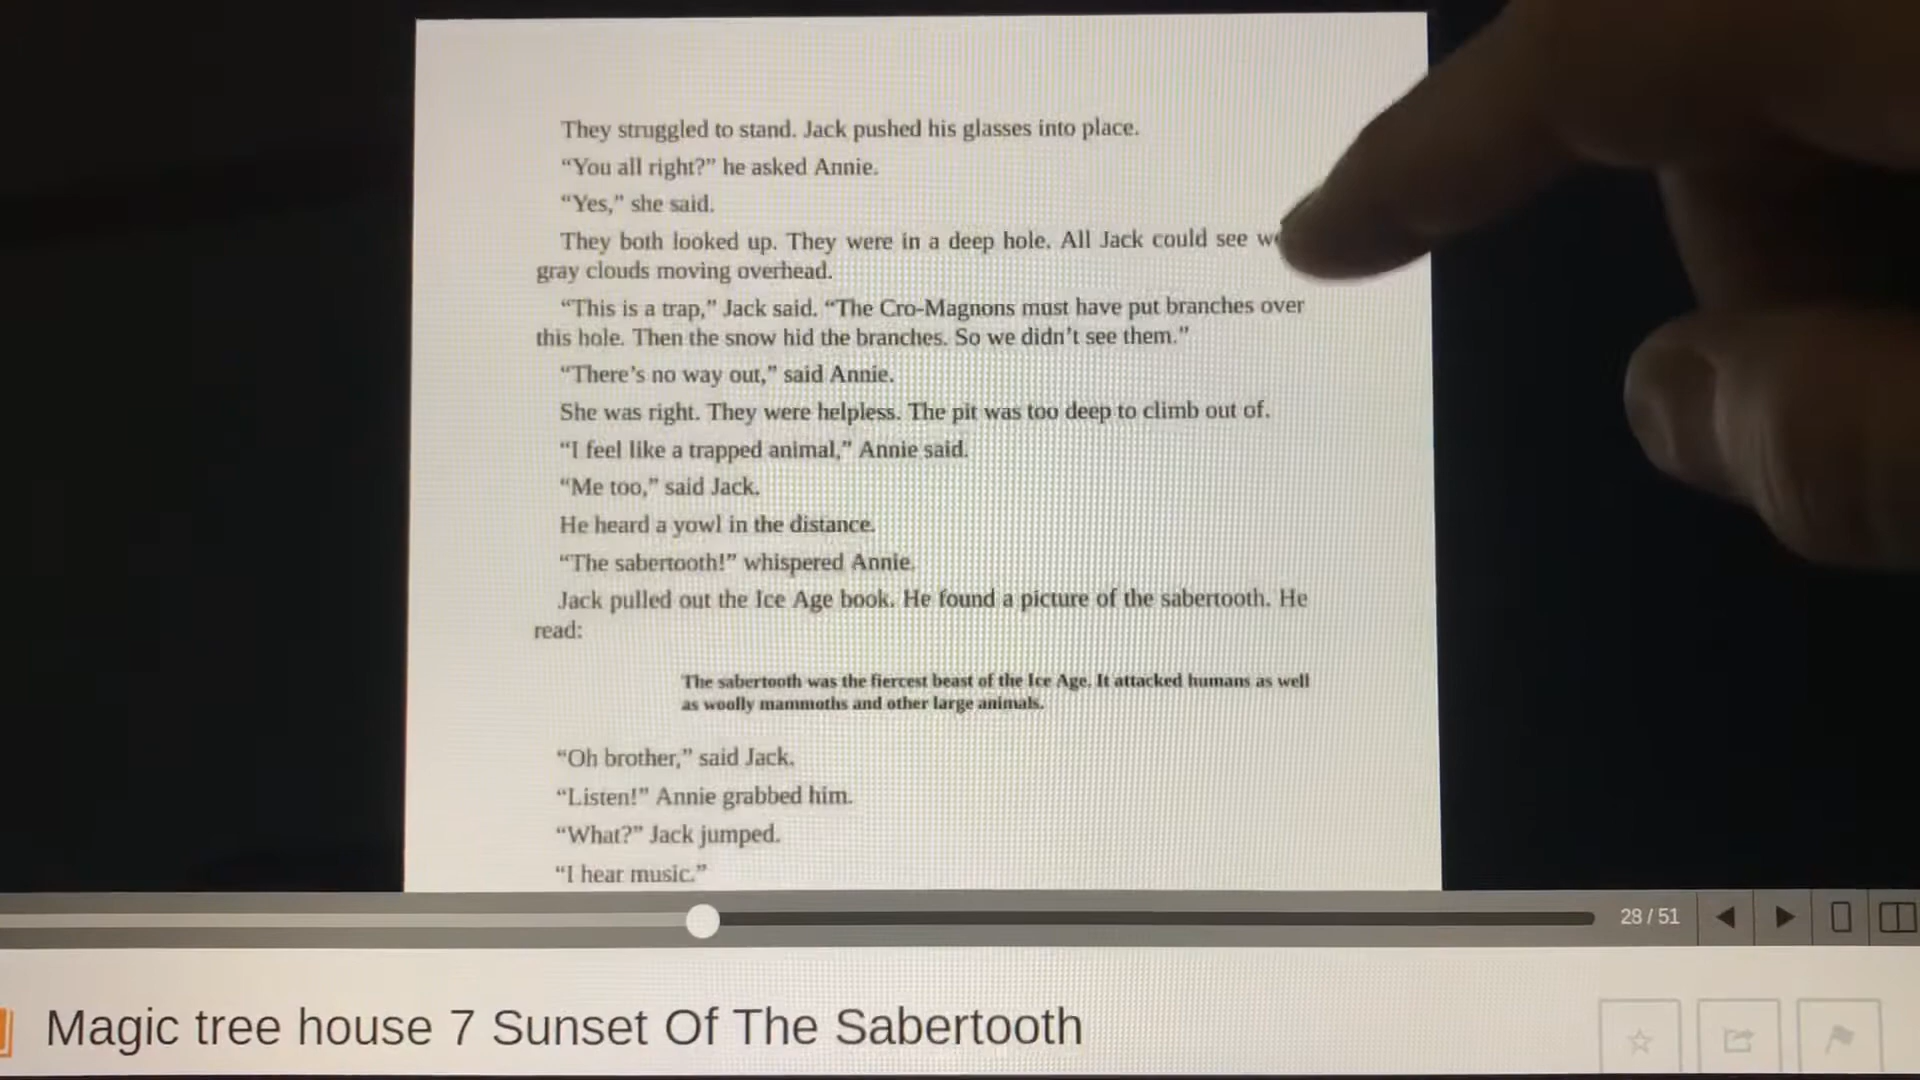 They struggled to stand. Jack pushed his glasses into place.
“You all right?” he asked Annie.
“Yes,” she said.
They both looked up. They were in a deep hole. All Jack could see
gray clouds moving overhead.
“This is a trap,” Jack said. “The Cro-Magnons must have put branches over
this hole. Then the snow hid the branches. So we didn’t see them.”
“There’s no way out,” said Annie.
She was right. They were helpless. The pit was too deep to climb out of.
“I feel like a trapped animal,” Annie said.
“Me too,” said Jack.
He heard a yowl in the distance.
“The sabertooth!” whispered Annie.
Jack pulled out the Ice Age book. He found a picture of the sabertooth. He
read:
The sabertooth was the fiercest beast of the Ice Age. It attacked humans as well
as woolly mammoths and other large animals.
“Oh brother,” said Jack.
“Listen!” Annie grabbed him.
“What?” Jack jumped.
“I hear music.”
28 / 51
Magic tree house 7 Sunset Of The Sabertooth